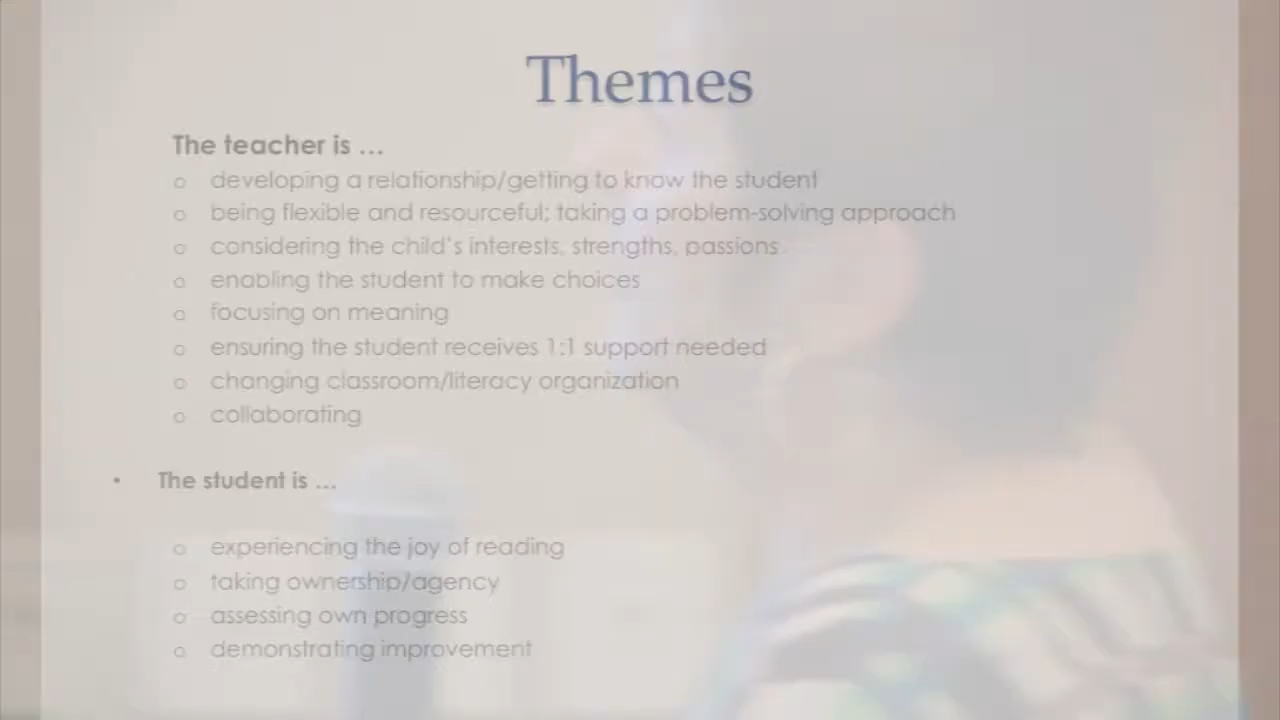 Themes
The teacher is …
o developing a relationship/getting to know the student
o being flexible and resourceful; taking a problem-solving approach
o considering the child's interests, strengths, passions
o enabling the student to make choices
o focusing on meaning
o ensuring the student receives 1:1 support needed
o changing classroom/literacy organization
o collaborating
• The student is …
o experiencing the joy of reading
o taking ownership/agency
o assessing own progress
o demonstrating improvement